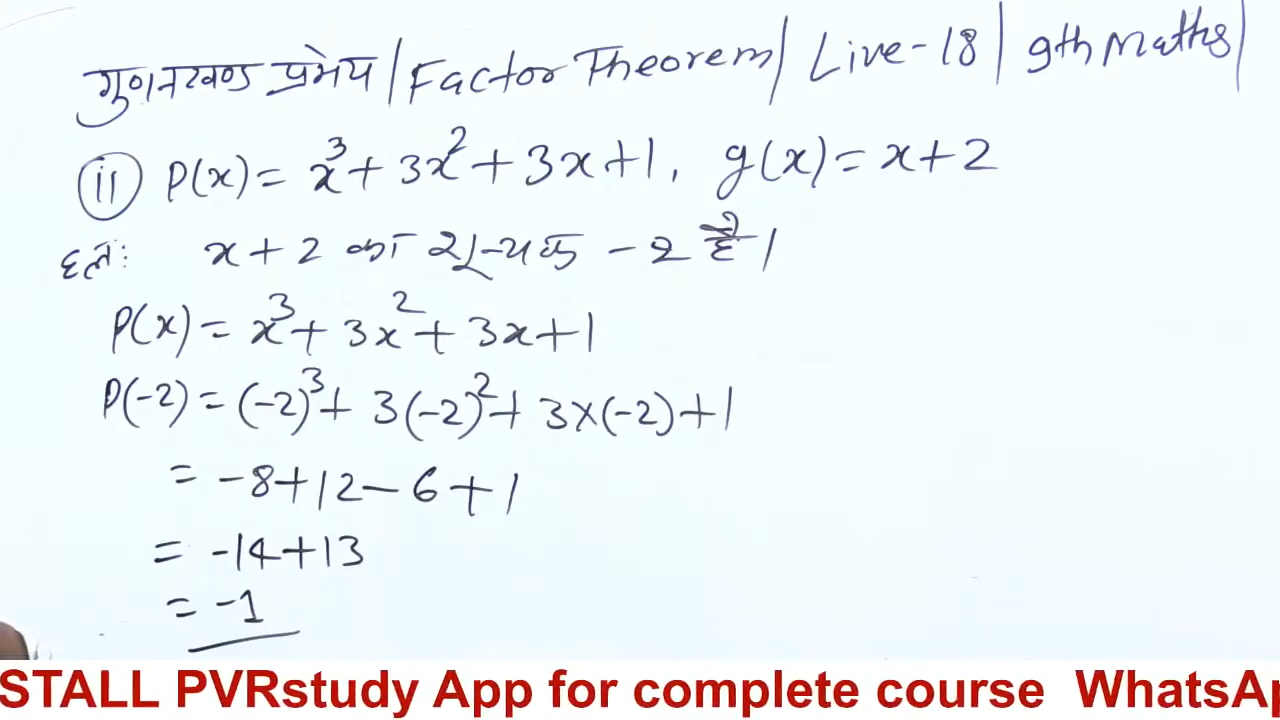 गुणनखण्ड प्रमेय / Factor Theorem / Live-18 / 9th Maths /
(ii) P(x) = x³ + 3x² + 3x + 1, g(x) = x + 2
हलः x + 2 का शून्यक - 2 है।
P(x) = x³ + 3x² + 3x + 1
P(-2) = (-2)³ + 3(-2)² + 3×(-2) + 1
= -8 + 12 - 6 + 1
= -14 + 13
= -1
STALL PVRstudy App for complete course WhatsAp